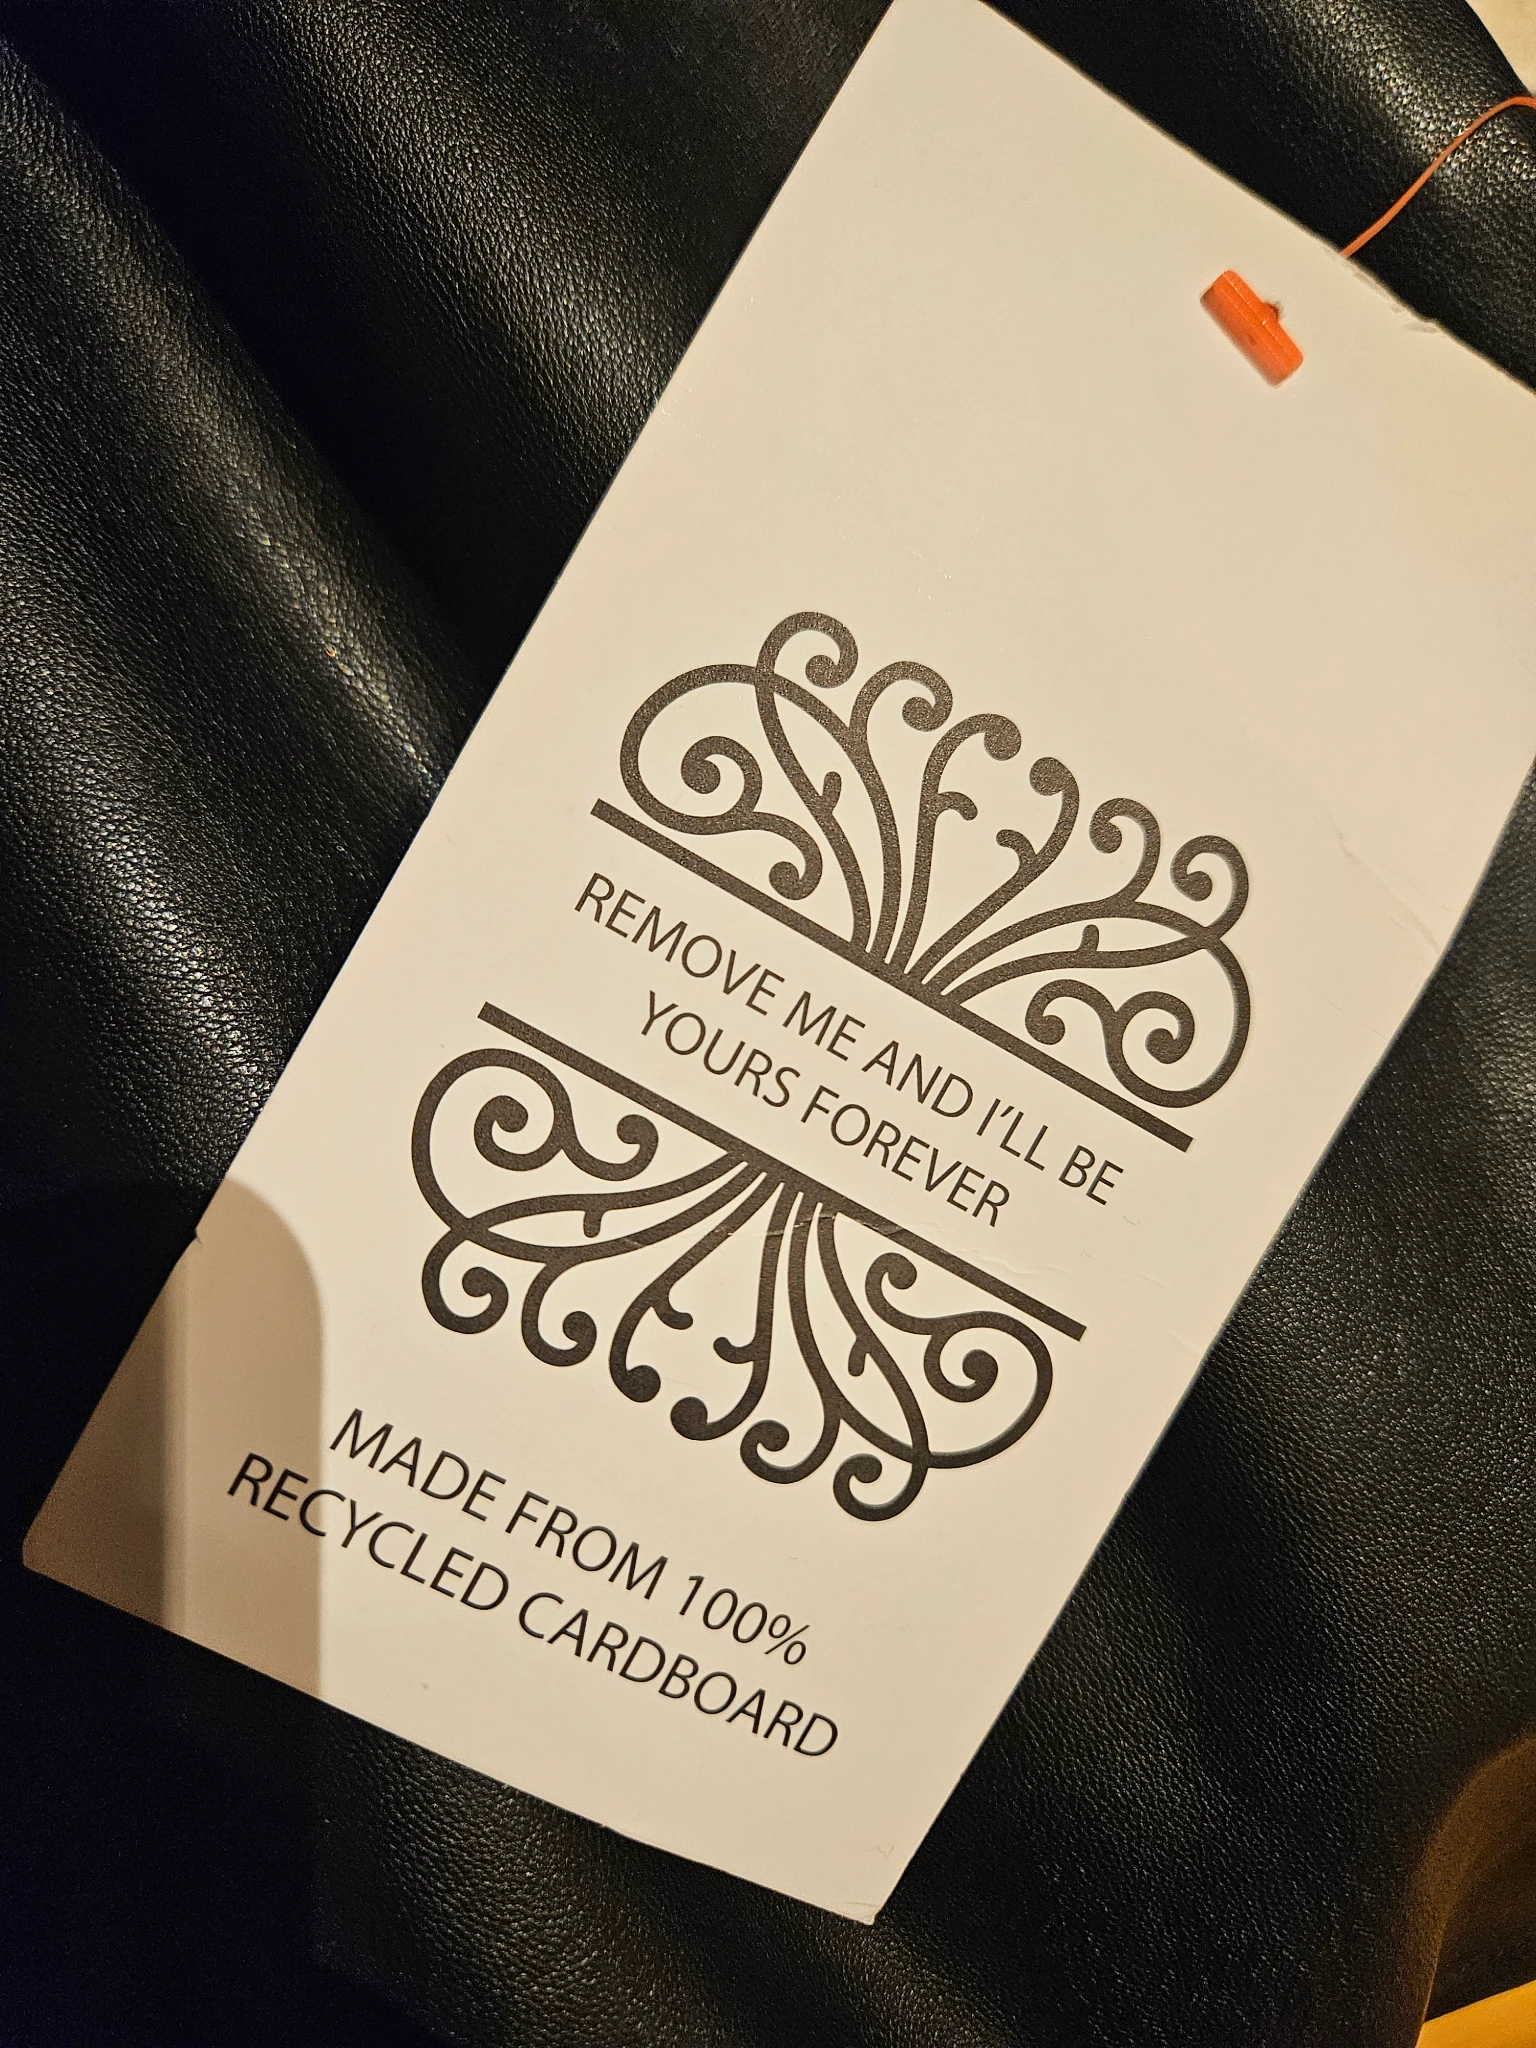 REMOVE ME AND I'LL BE
YOURS FOREVER
MADE FROM 100%
RECYCLED CARDBOARD